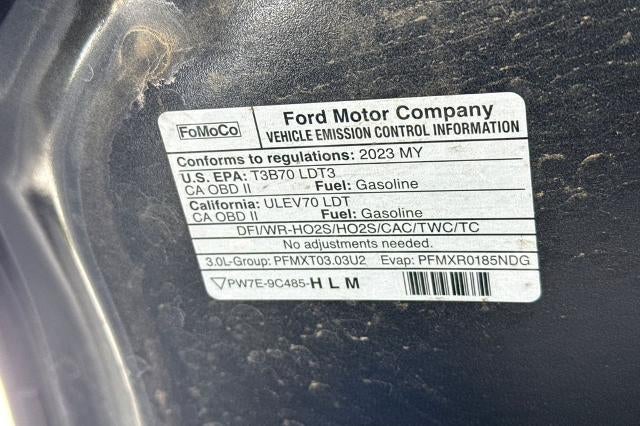 FoMoCo
Ford Motor Company
VEHICLE EMISSION CONTROL INFORMATION
Conforms to regulations: 2023 MY
U.S. EPA: T3B70 LDT3
CA OBD II Fuel: Gasoline
California: ULEV70 LDT
CA OBD II Fuel: Gasoline
DFI/WR-HO2S/HO2S/CAC/TWC/TC
No adjustments needed.
3.0L-Group: PFMXT03.03U2 Evap: PFMXR0185NDG
PW7E-9C485-H L M